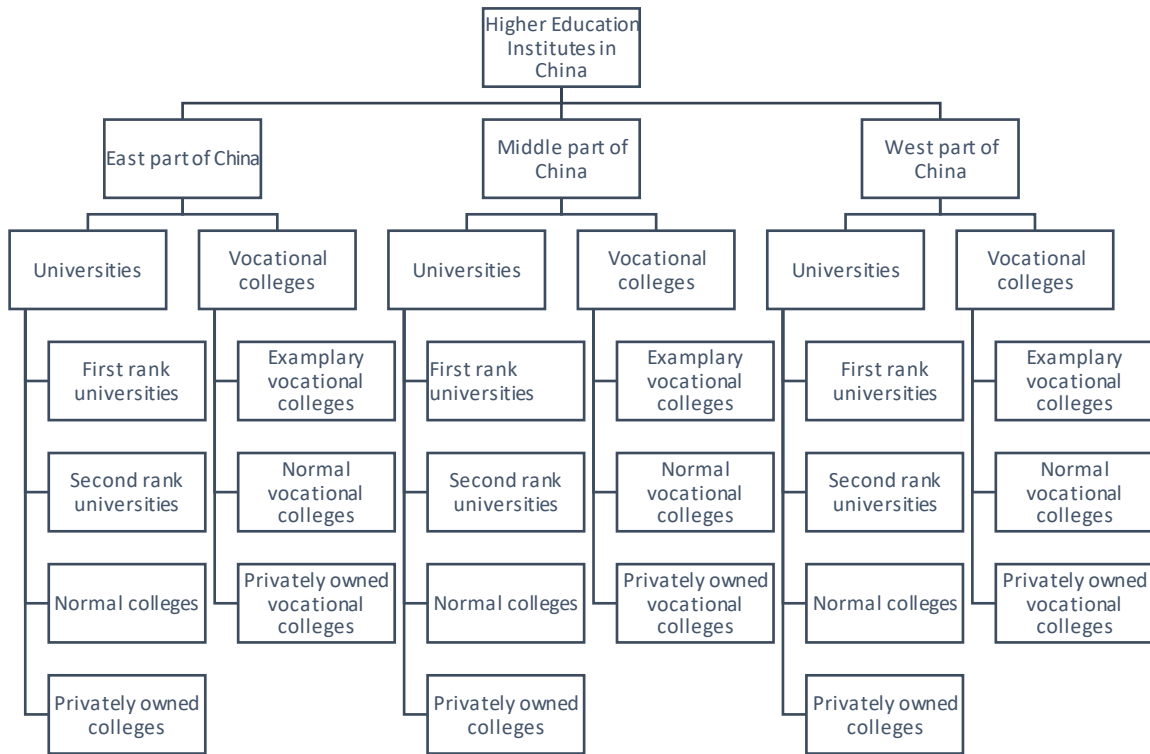 Higher Education
Institutes in
China
East part of China
Middle part of
China
West part of
China
Universities
Vocational
colleges
Universities
Vocational
colleges
Universities
Vocational
colleges
First rank
universities
Examplary
vocational
colleges
First rank
universities
Examplary
vocational
colleges
First rank
universities
Examplary
vocational
colleges
Second rank
universities
Normal
vocational
colleges
Second rank
universities
Normal
vocational
colleges
Second rank
universities
Normal
vocational
colleges
Normal colleges
Privately owned
vocational
colleges
Normal colleges
Privately owned
vocational
colleges
Normal colleges
Privately owned
vocational
colleges
Privately owned
colleges
Privately owned
colleges
Privately owned
colleges